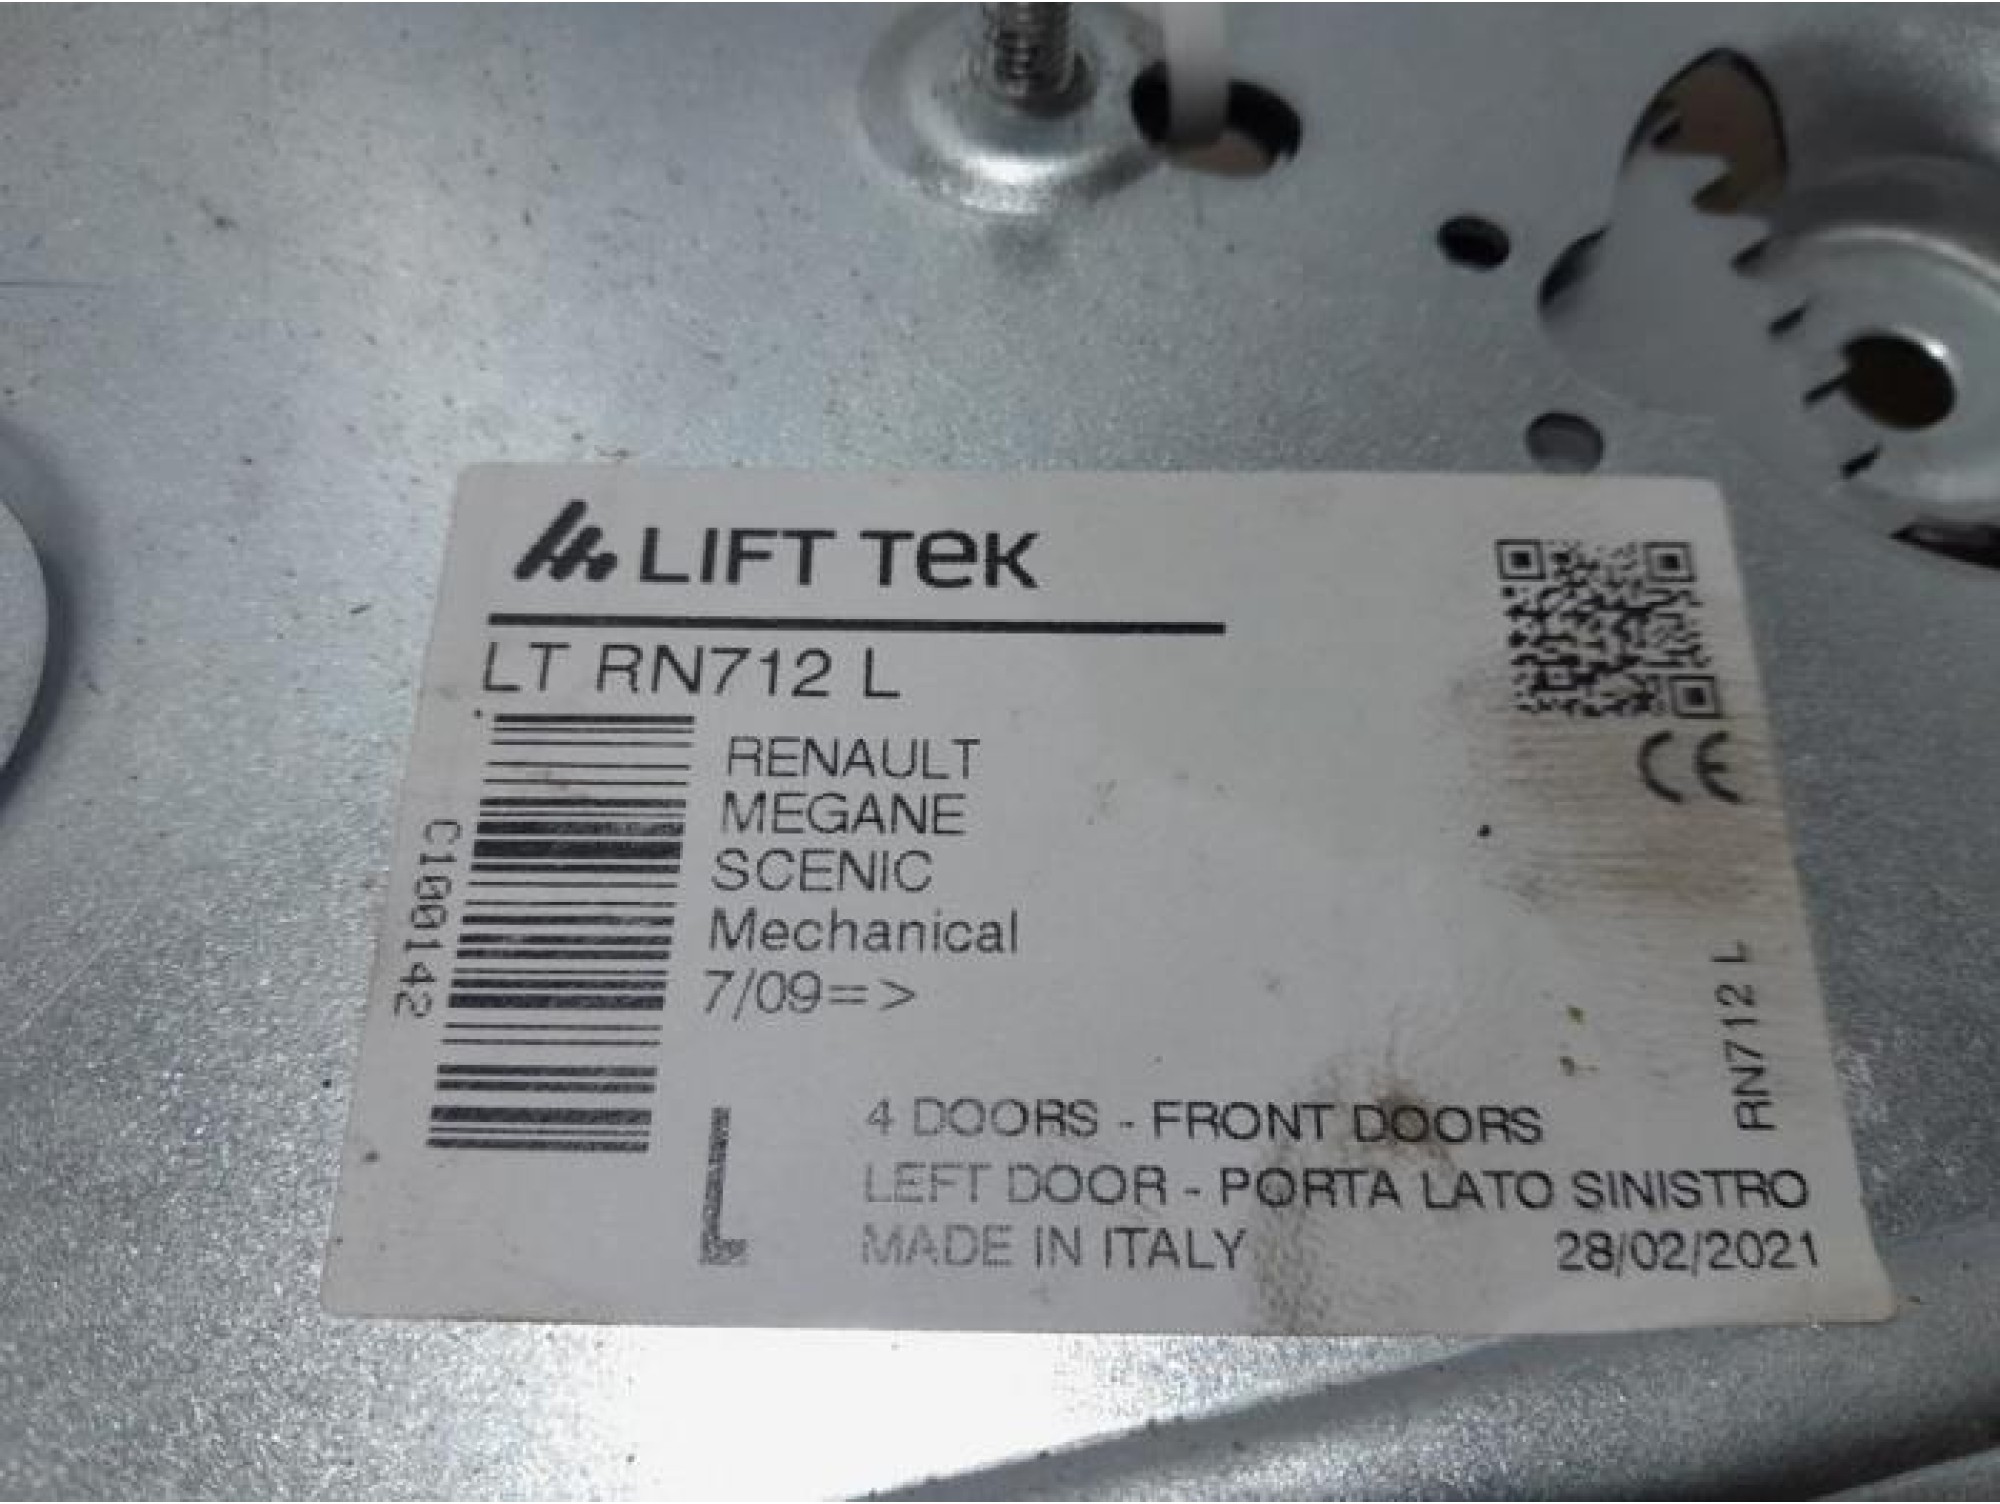 LIFT TEK
LT RN712 L
C100142
RENAULT
MEGANE
SCENIC
Mechanical
7/09=>
L
4 DOORS - FRONT DOORS
LEFT DOOR - PORTA LATO SINISTRO
MADE IN ITALY 28/02/2021
CE
RN712 L